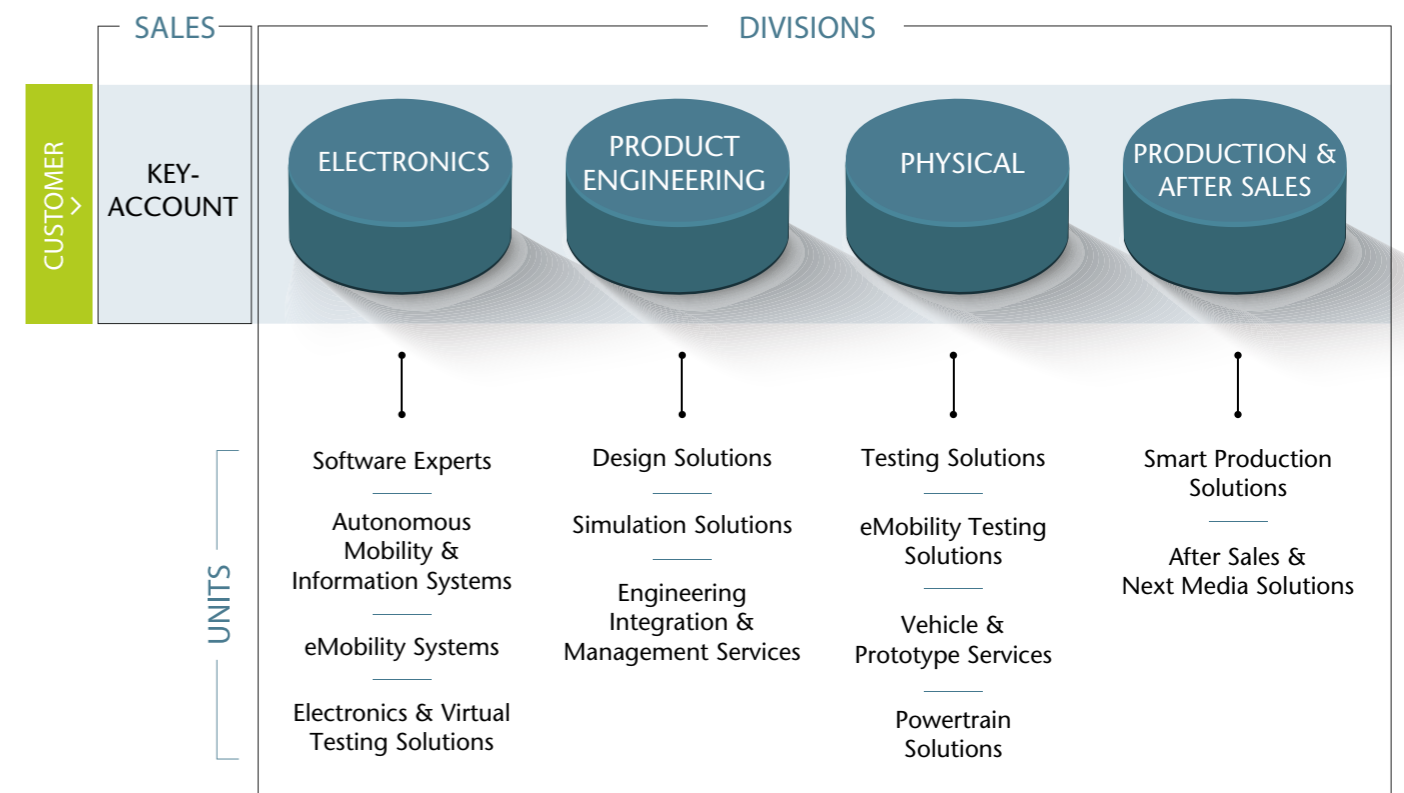 SALES
DIVISIONS
CUSTOMER
KEY-
ACCOUNT
ELECTRONICS
PRODUCT
ENGINEERING
PHYSICAL
PRODUCTION &
AFTER SALES
UNITS
Software Experts
Autonomous
Mobility &
Information Systems
eMobility Systems
Electronics & Virtual
Testing Solutions
Design Solutions
Simulation Solutions
Engineering
Integration &
Management Services
Testing Solutions
eMobility Testing
Solutions
Vehicle &
Prototype Services
Powertrain
Solutions
Smart Production
Solutions
After Sales &
Next Media Solutions